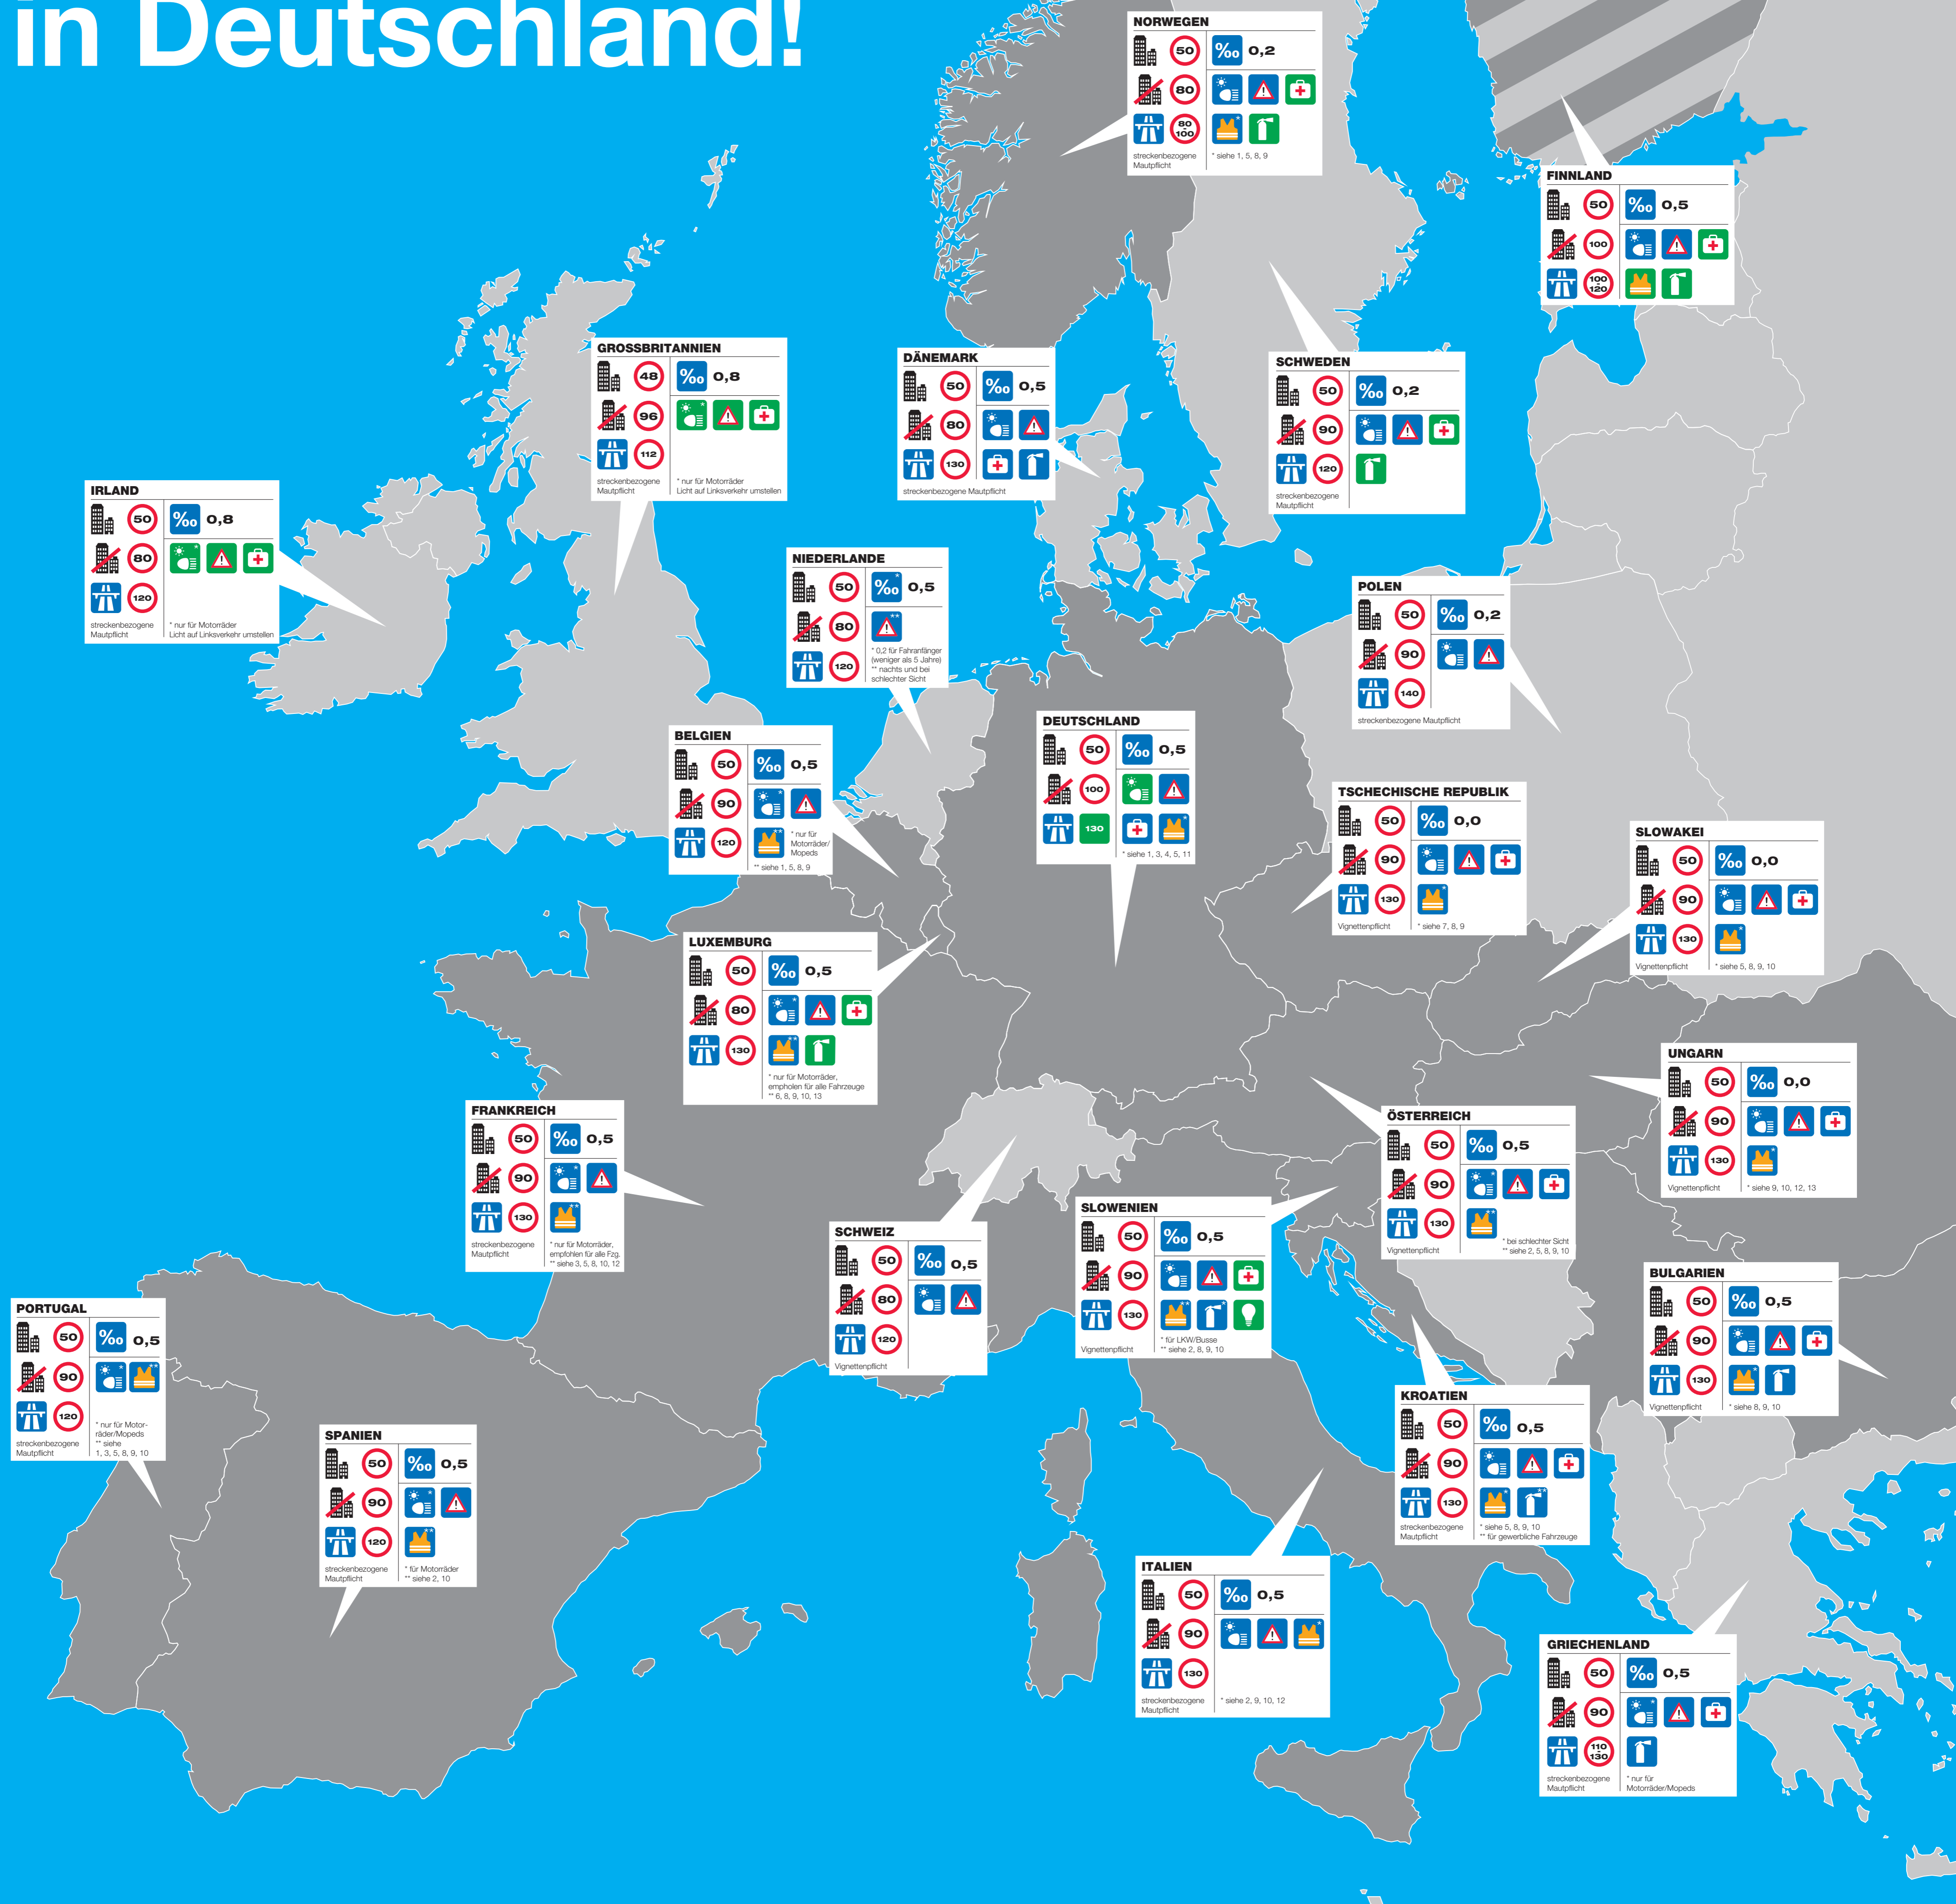 in Deutschland!
NORWEGEN
50
‰ 0,2
80
80
-
100
streckenbezogene
Mautpflicht
* siehe 1, 5, 8, 9
FINNLAND
50
‰ 0,5
100
100
-
120
GROSSBRITANNIEN
48
‰ 0,8
96
*
112
streckenbezogene
Mautpflicht
* nur für Motorräder
Licht auf Linksverkehr umstellen
DÄNEMARK
50
‰ 0,5
80
130
streckenbezogene Mautpflicht
SCHWEDEN
50
‰ 0,2
90
120
streckenbezogene
Mautpflicht
IRLAND
50
‰ 0,8
80
*
120
streckenbezogene
Mautpflicht
* nur für Motorräder
Licht auf Linksverkehr umstellen
NIEDERLANDE
50
‰* 0,5
80
**
120
* 0,2 für Fahranfänger
(weniger als 5 Jahre)
** nachts und bei
schlechter Sicht
POLEN
50
‰ 0,2
90
140
streckenbezogene Mautpflicht
BELGIEN
50
‰ 0,5
90
*
120
**
* nur für
Motorräder/
Mopeds
** siehe 1, 5, 8, 9
DEUTSCHLAND
50
‰ 0,5
100
130
*
* siehe 1, 3, 4, 5, 11
TSCHECHISCHE REPUBLIK
50
‰ 0,0
90
130
*
Vignettenpflicht
* siehe 7, 8, 9
SLOWAKEI
50
‰ 0,0
90
130
*
Vignettenpflicht
* siehe 5, 8, 9, 10
LUXEMBURG
50
‰ 0,5
80
*
130
**
* nur für Motorräder,
empholen für alle Fahrzeuge
** 6, 8, 9, 10, 13
UNGARN
50
‰ 0,0
90
130
*
Vignettenpflicht
* siehe 9, 10, 12, 13
FRANKREICH
50
‰ 0,5
90
*
130
**
streckenbezogene
Mautpflicht
* nur für Motorräder,
empfohlen für alle Fzg.
** siehe 3, 5, 8, 10, 12
ÖSTERREICH
50
‰ 0,5
90
*
130
**
Vignettenpflicht
* bei schlechter Sicht
** siehe 2, 5, 8, 9, 10
SLOWENIEN
50
‰ 0,5
90
130
**
*
Vignettenpflicht
* für LKW/Busse
** siehe 2, 8, 9, 10
SCHWEIZ
50
‰ 0,5
80
120
Vignettenpflicht
BULGARIEN
50
‰ 0,5
90
130
*
Vignettenpflicht
* siehe 8, 9, 10
PORTUGAL
50
‰ 0,5
90
*
**
120
streckenbezogene
Mautpflicht
* nur für Motor-
räder/Mopeds
** siehe
1, 3, 5, 8, 9, 10
KROATIEN
50
‰ 0,5
90
130
*
**
streckenbezogene
Mautpflicht
* siehe 5, 8, 9, 10
** für gewerbliche Fahrzeuge
SPANIEN
50
‰ 0,5
90
*
120
**
streckenbezogene
Mautpflicht
* für Motorräder
** siehe 2, 10
ITALIEN
50
‰ 0,5
90
*
130
streckenbezogene
Mautpflicht
* siehe 2, 9, 10, 12
GRIECHENLAND
50
‰ 0,5
90
*
110
-
130
streckenbezogene
Mautpflicht
* nur für
Motorräder/Mopeds